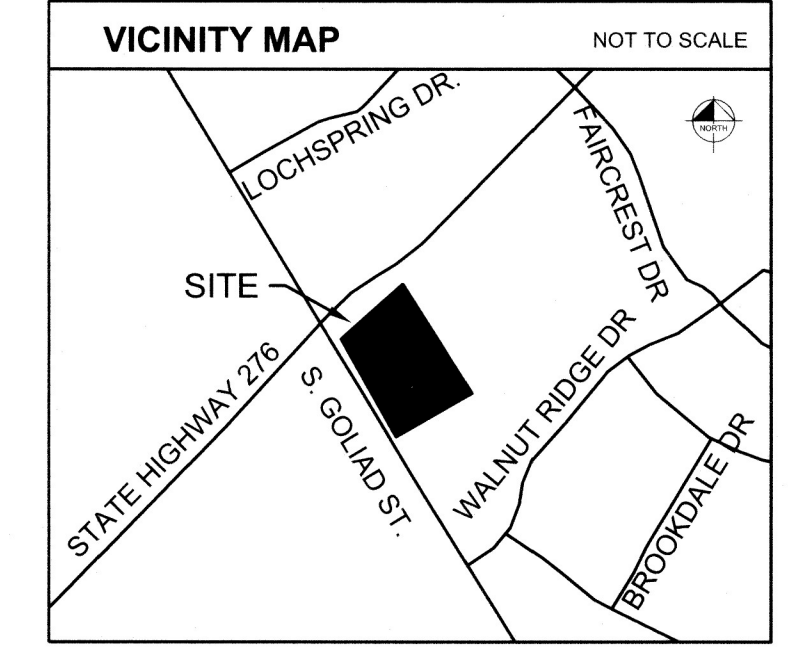 VICINITY MAP
NOT TO SCALE
LOCHSPRING DR.
FAIRCREST DR
NORTH
SITE
STATE HIGHWAY 276
S. GOLIAD ST.
WALNUT RIDGE DR
BROOKDALE DR